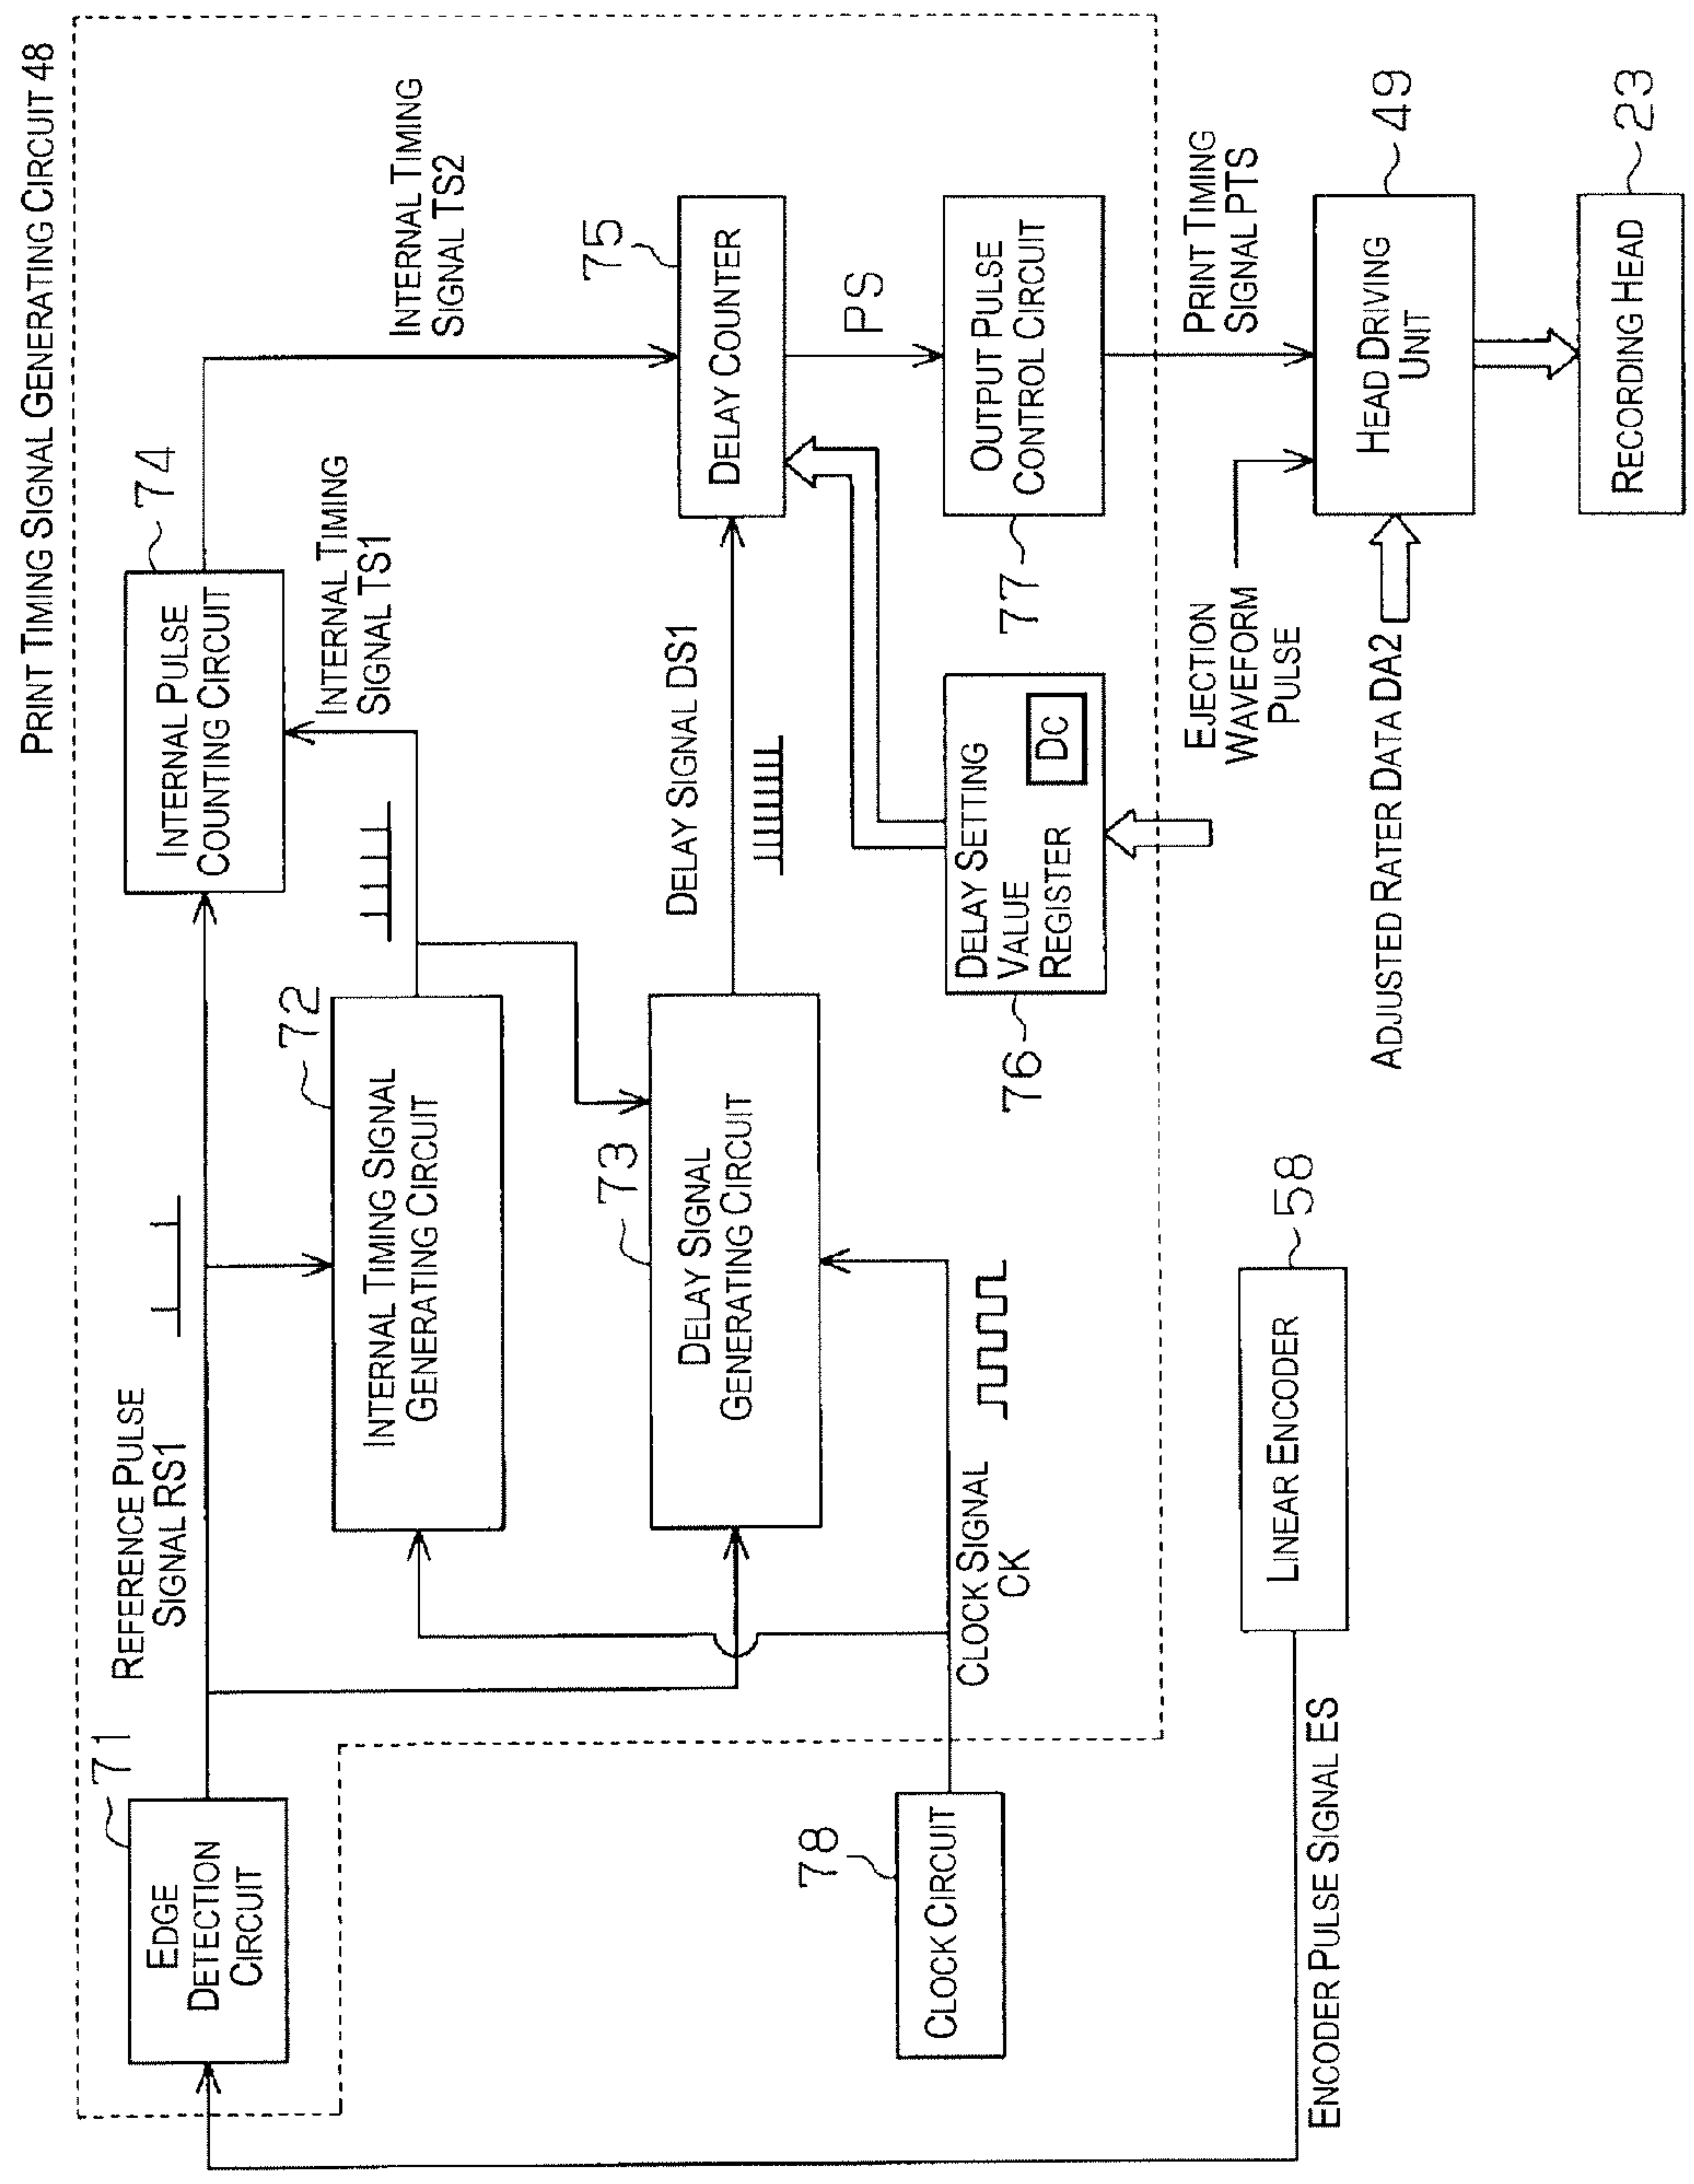 PRINT TIMING SIGNAL GENERATING CIRCUIT 48
71
EDGE
DETECTION
CIRCUIT
REFERENCE PULSE
SIGNAL RS1
72
INTERNAL TIMING SIGNAL
GENERATING CIRCUIT
74
INTERNAL PULSE
COUNTING CIRCUIT
INTERNAL TIMING
SIGNAL TS1
INTERNAL TIMING
SIGNAL TS2
73
DELAY SIGNAL
GENERATING CIRCUIT
DELAY SIGNAL DS1
75
DELAY COUNTER
PS
78
CLOCK CIRCUIT
CLOCK SIGNAL
CK
76
DELAY SETTING
VALUE
REGISTER
DC
77
OUTPUT PULSE
CONTROL CIRCUIT
PRINT TIMING
SIGNAL PTS
EJECTION
WAVEFORM
PULSE
58
LINEAR ENCODER
ENCODER PULSE SIGNAL ES
ADJUSTED RATER DATA DA2
49
HEAD DRIVING
UNIT
23
RECORDING HEAD